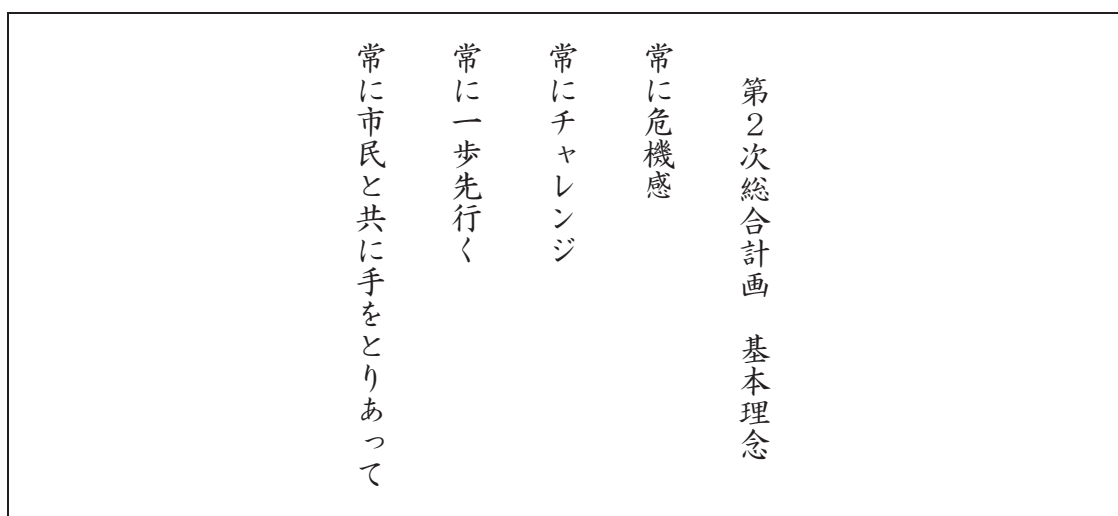 第２次総合計画　基本理念
常に危機感
常にチャレンジ
常に一歩先行く
常に市民と共に手をとりあって